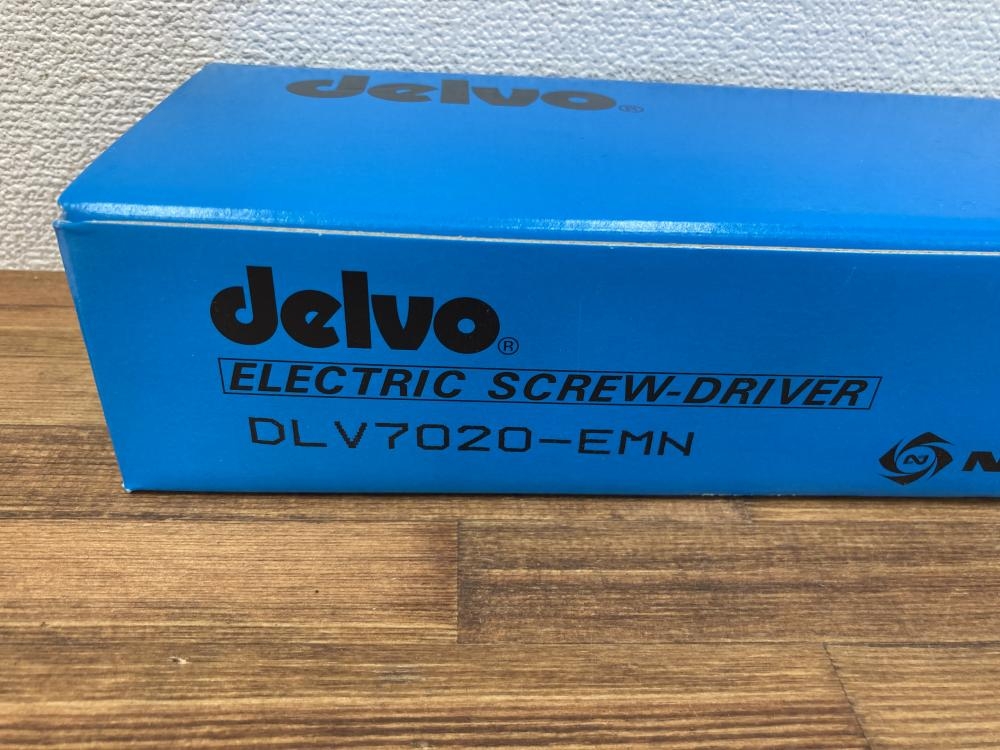 delvo®
delvo®
ELECTRIC SCREW-DRIVER
DLV7020-EMN
N